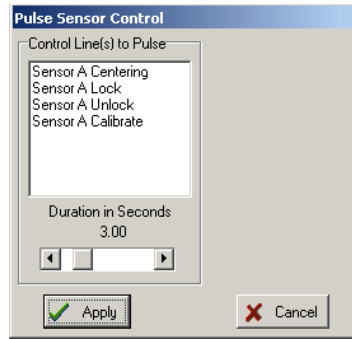 Pulse Sensor Control
Control Line(s) to Pulse
Sensor A Centering
Sensor A Lock
Sensor A Unlock
Sensor A Calibrate
Duration in Seconds
3.00
Apply
Cancel